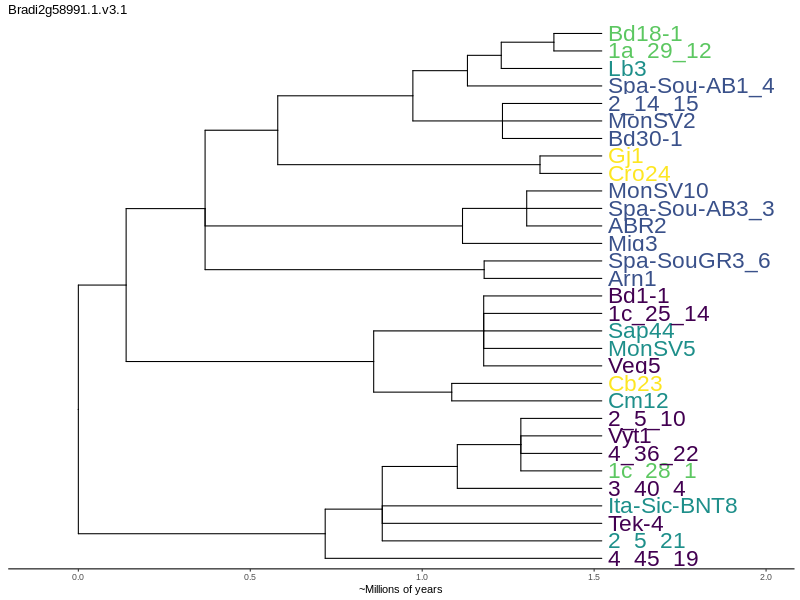 Bradi2g58991.1.v3.1
Bd18-1
1a_29_12
Lb3
Spa-Sou-AB1_4
2_14_15
MonSV2
Bd30-1
Gj1
Cro24
MonSV10
Spa-Sou-AB3_3
ABR2
Mig3
Spa-SouGR3_6
Arn1
Bd1-1
1c_25_14
Sap44
MonSV5
Veg5
Cb23
Cm12
2_5_10
Vyt1
4_36_22
1c_28_1
3_40_4
Ita-Sic-BNT8
Tek-4
2_5_21
4_45_19
0.0 0.5 1.0 1.5 2.0
~Millions of years